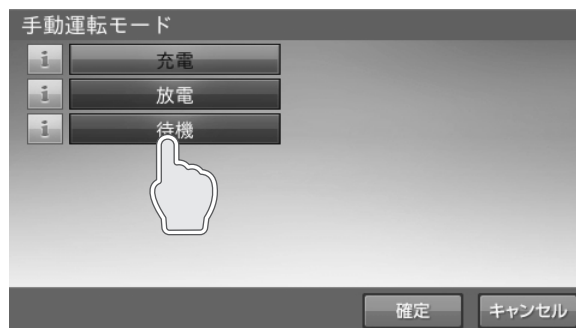 手動運転モード
i 充電
i 放電
i 待機
確定 キャンセル